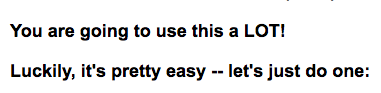 You are going to use this a LOT!
Luckily, it's pretty easy -- let's just do one: